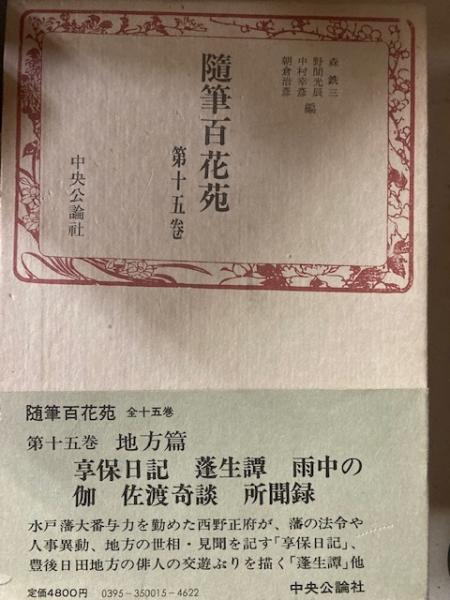 森銑三
野間光辰
中村幸彦
朝倉治彦
編
隨筆百花苑
第十五巻
中央公論社
随筆百花苑 全十五巻
第十五巻 地方篇
享保日記 蓬生譚 雨中の
伽 佐渡奇談 所聞録
水戸藩大番与力を勤めた西野正府が、藩の法令や
人事異動、地方の世相・見聞を記す「享保日記」、
豊後日田地方の俳人の交遊ぶりを描く「蓬生譚」他
定価4800円 0395-350015-4622 中央公論社